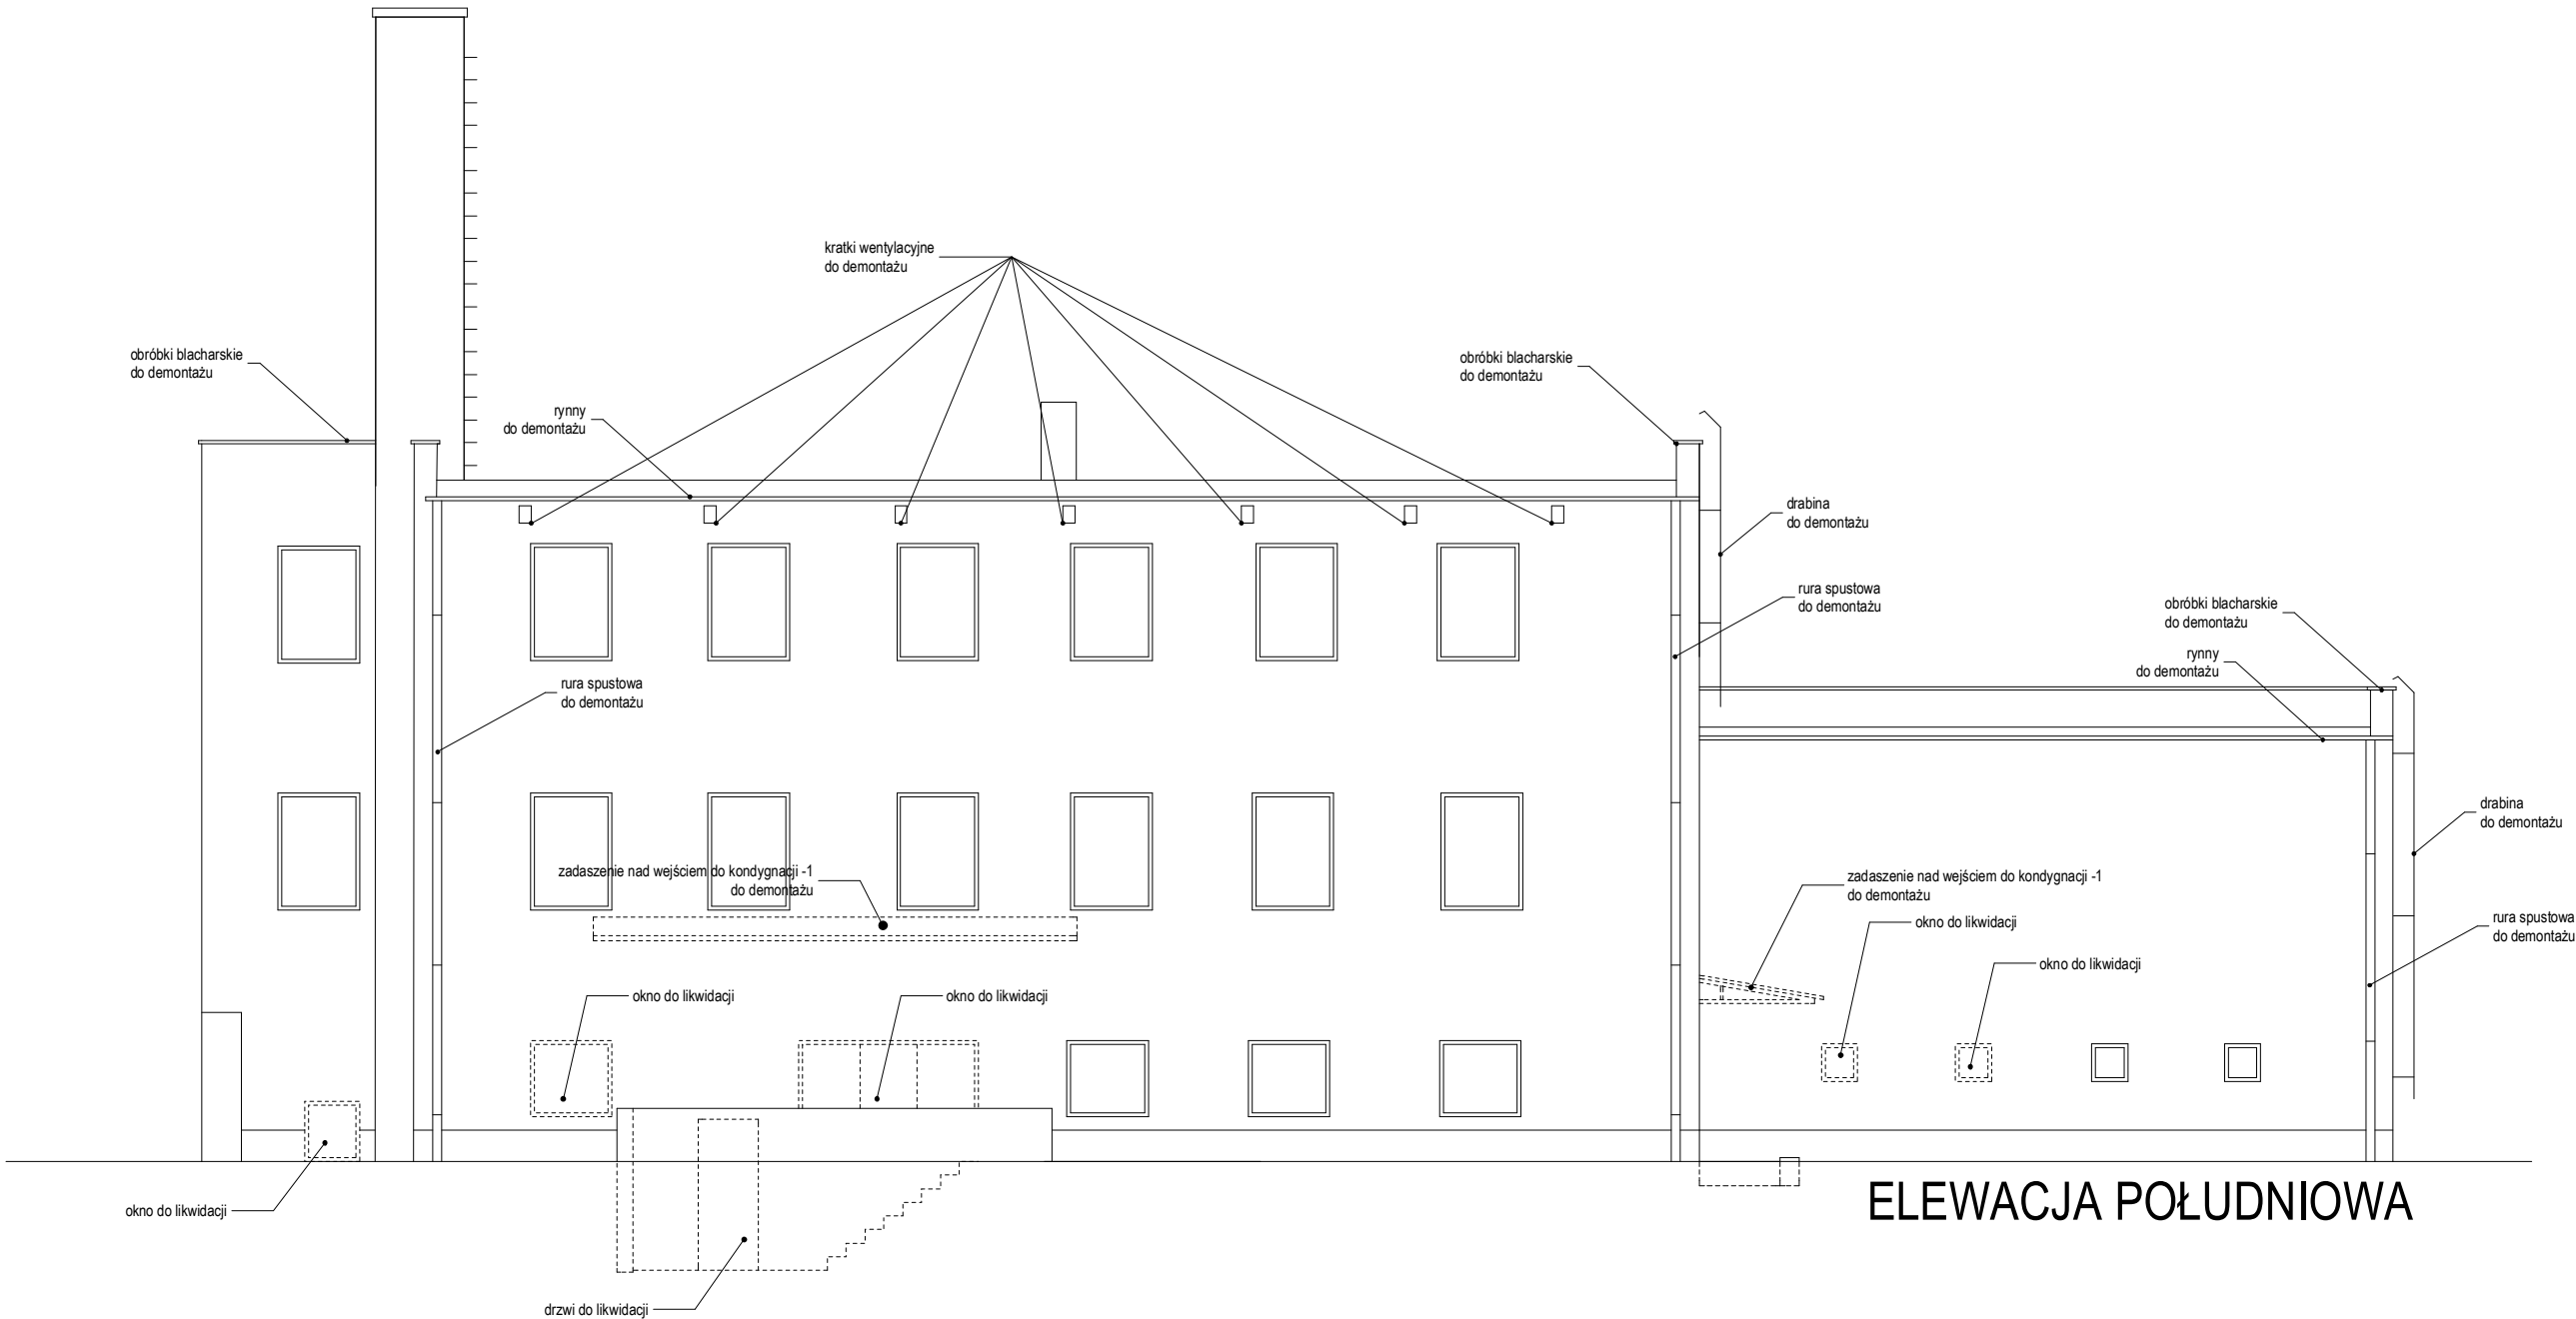 kratki wentylacyjne
do demontażu
obróbki blacharskie
do demontażu
obróbki blacharskie
do demontażu
rynny
do demontażu
drabina
do demontażu
rura spustowa
do demontażu
obróbki blacharskie
do demontażu
rynny
do demontażu
rura spustowa
do demontażu
drabina
do demontażu
zadaszenie nad wejściem do kondygnacji -1
do demontażu
zadaszenie nad wejściem do kondygnacji -1
do demontażu
okno do likwidacji
rura spustowa
do demontażu
okno do likwidacji
okno do likwidacji
okno do likwidacji
okno do likwidacji
ELEWACJA POŁUDNIOWA
drzwi do likwidacji